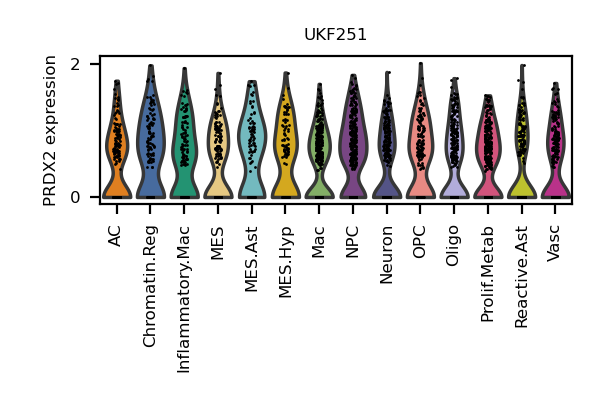 UKF251
PRDX2 expression
2
0
AC
Chromatin.Reg
Inflammatory.Mac
MES
MES.Ast
MES.Hyp
Mac
NPC
Neuron
OPC
Oligo
Prolif.Metab
Reactive.Ast
Vasc